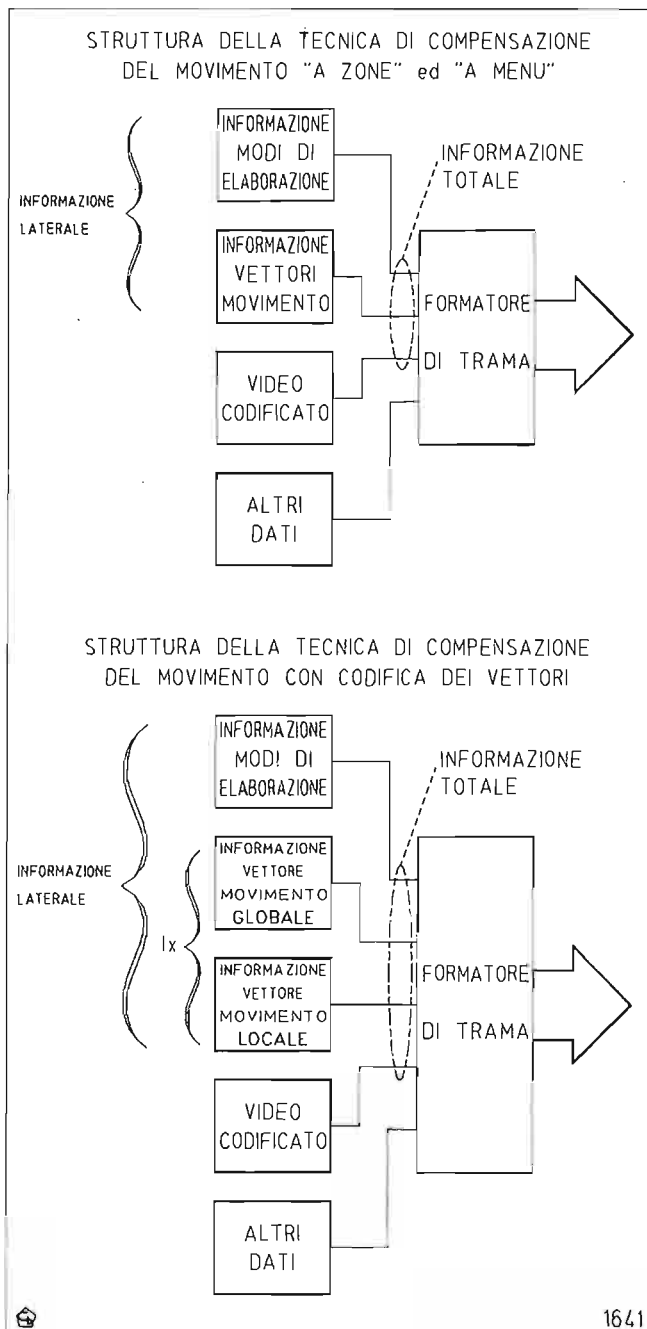 STRUTTURA DELLA TECNICA DI COMPENSAZIONE
DEL MOVIMENTO "A ZONE" ed "A MENU"
INFORMAZIONE
LATERALE
INFORMAZIONE
MODI DI
ELABORAZIONE
INFORMAZIONE
VETTORI
MOVIMENTO
VIDEO
CODIFICATO
ALTRI
DATI
INFORMAZIONE
TOTALE
FORMATORE
DI TRAMA
STRUTTURA DELLA TECNICA DI COMPENSAZIONE
DEL MOVIMENTO CON CODIFICA DEI VETTORI
INFORMAZIONE
LATERALE
Ix
INFORMAZIONE
MODI DI
ELABORAZIONE
INFORMAZIONE
VETTORE
MOVIMENTO
GLOBALE
INFORMAZIONE
VETTORE
MOVIMENTO
LOCALE
VIDEO
CODIFICATO
ALTRI
DATI
INFORMAZIONE
TOTALE
FORMATORE
DI TRAMA
1641